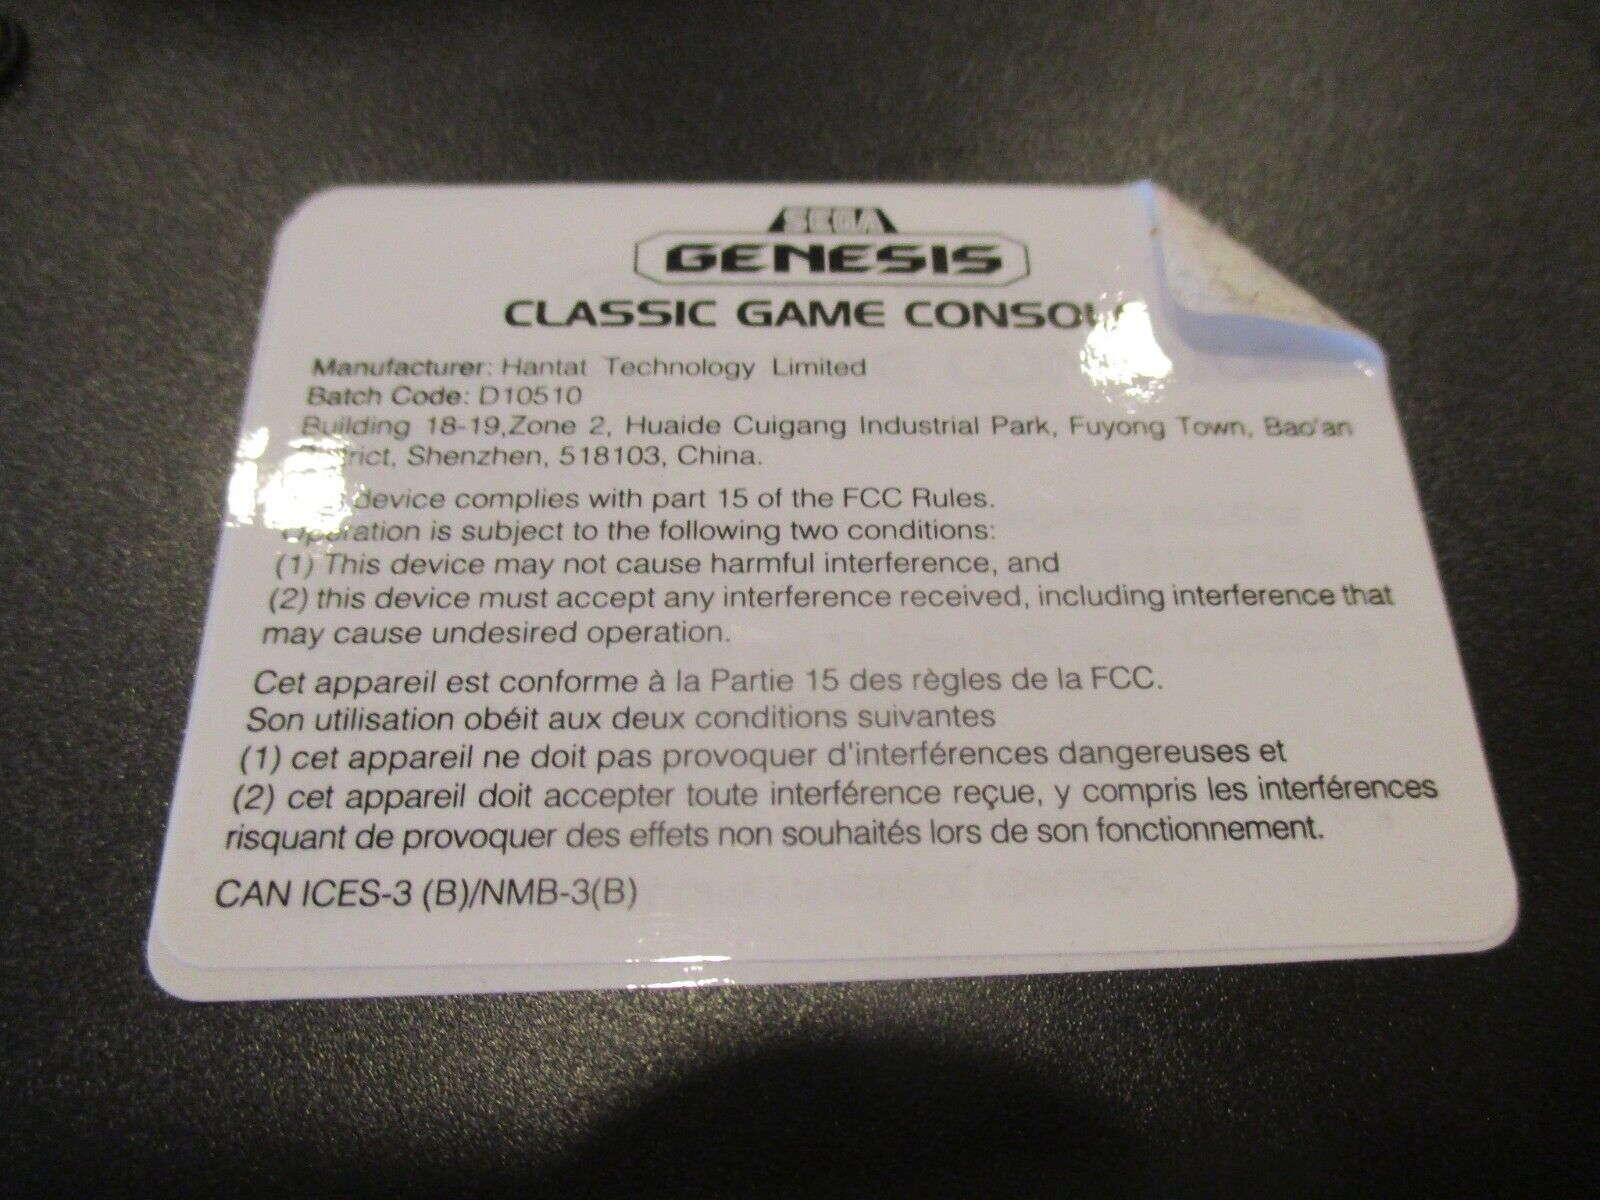 SEGA
GENESIS
CLASSIC GAME
Manufacturer: Hantat Technology Limited
Batch Code: D10510
Building 18-19,Zone 2, Huaide Cuigang Industrial Park, Fuyong Town, Bao'an
Shenzhen, 518103, China.
device complies with part 15 of the FCC Rules.
Operation is subject to the following two conditions:
(1) This device may not cause harmful interference, and
(2) this device must accept any interference received, including interference that
may cause undesired operation.
Cet appareil est conforme à la Partie 15 des règles de la FCC.
Son utilisation obéit aux deux conditions suivantes
(1) cet appareil ne doit pas provoquer d'interférences dangereuses et
(2) cet appareil doit accepter toute interférence reçue, y compris les interférences
risquant de provoquer des effets non souhaités lors de son fonctionnement.
CAN ICES-3 (B)/NMB-3(B)